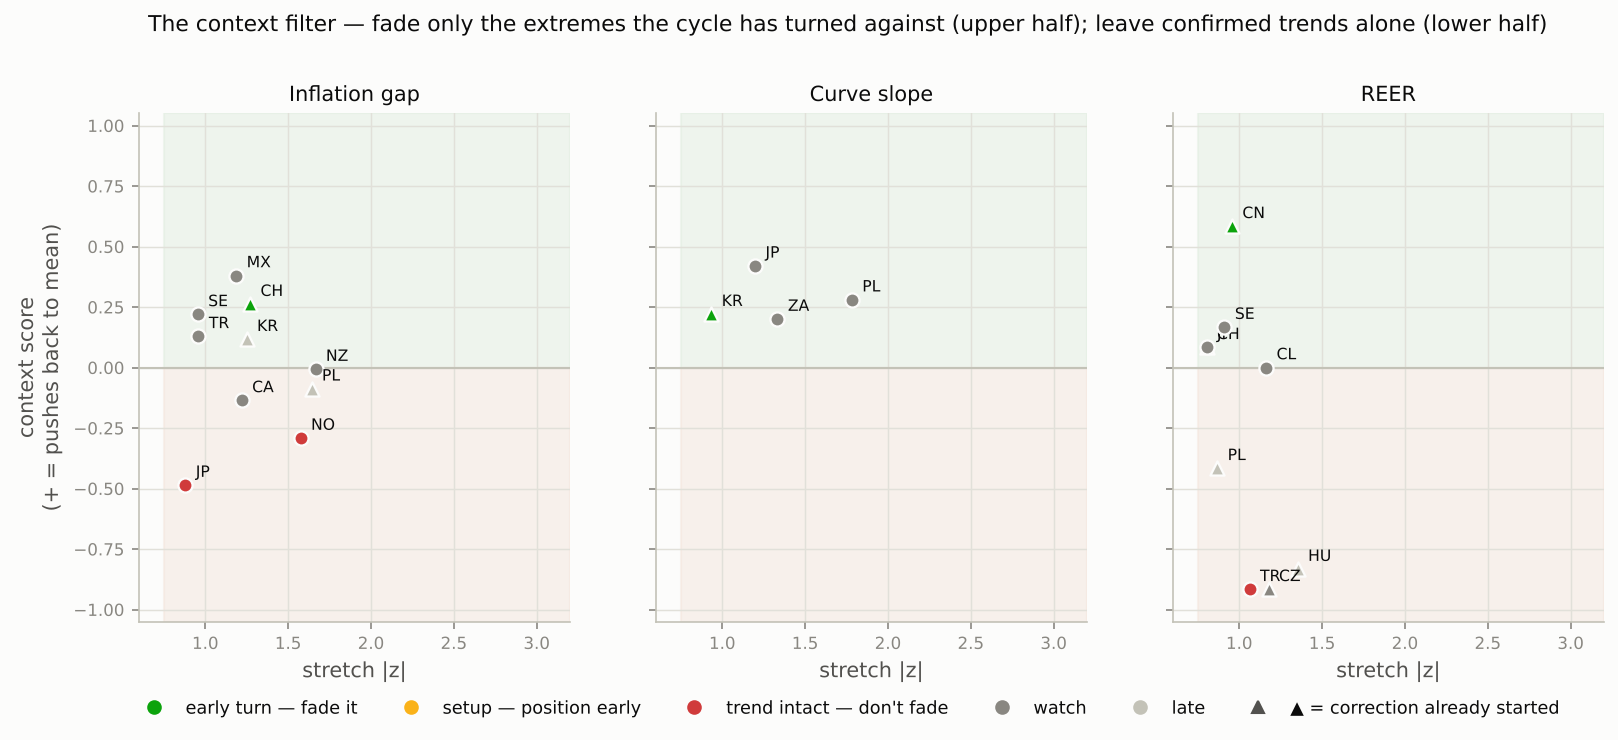 The context filter — fade only the extremes the cycle has turned against (upper half); leave confirmed trends alone (lower half)
Inflation gap
Curve slope
REER
context score
(+ = pushes back to mean)
1.00
0.75
0.50
0.25
0.00
−0.25
−0.50
−0.75
−1.00
MX
CH
SE
TR
KR
NZ
PL
CA
NO
JP
JP
PL
KR
ZA
CN
SE
CL
PL
HU
TR
CZ
1.0 1.5 2.0 2.5 3.0
1.0 1.5 2.0 2.5 3.0
1.0 1.5 2.0 2.5 3.0
stretch |z|
stretch |z|
stretch |z|
early turn — fade it
setup — position early
trend intact — don't fade
watch
late
▲ = correction already started